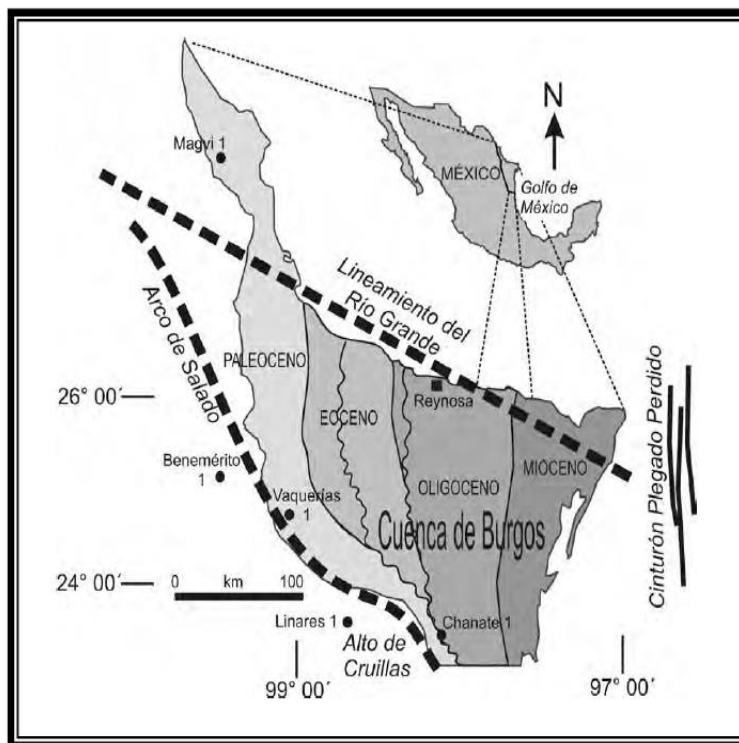 N
Magvi 1
MÉXICO
Golfo de
México
Lineamiento del
Río Grande
Arco de Salado
PALEOCENO
26° 00´
Reynosa
EOCENO
MIOCENO
Cinturón Plegado Perdido
Benemérito
1
Vaquerías
1
OLIGOCENO
Cuenca de Burgos
24° 00´
0 km 100
Linares 1
Alto de
Cruillas
Chanate 1
99° 00´
97° 00´